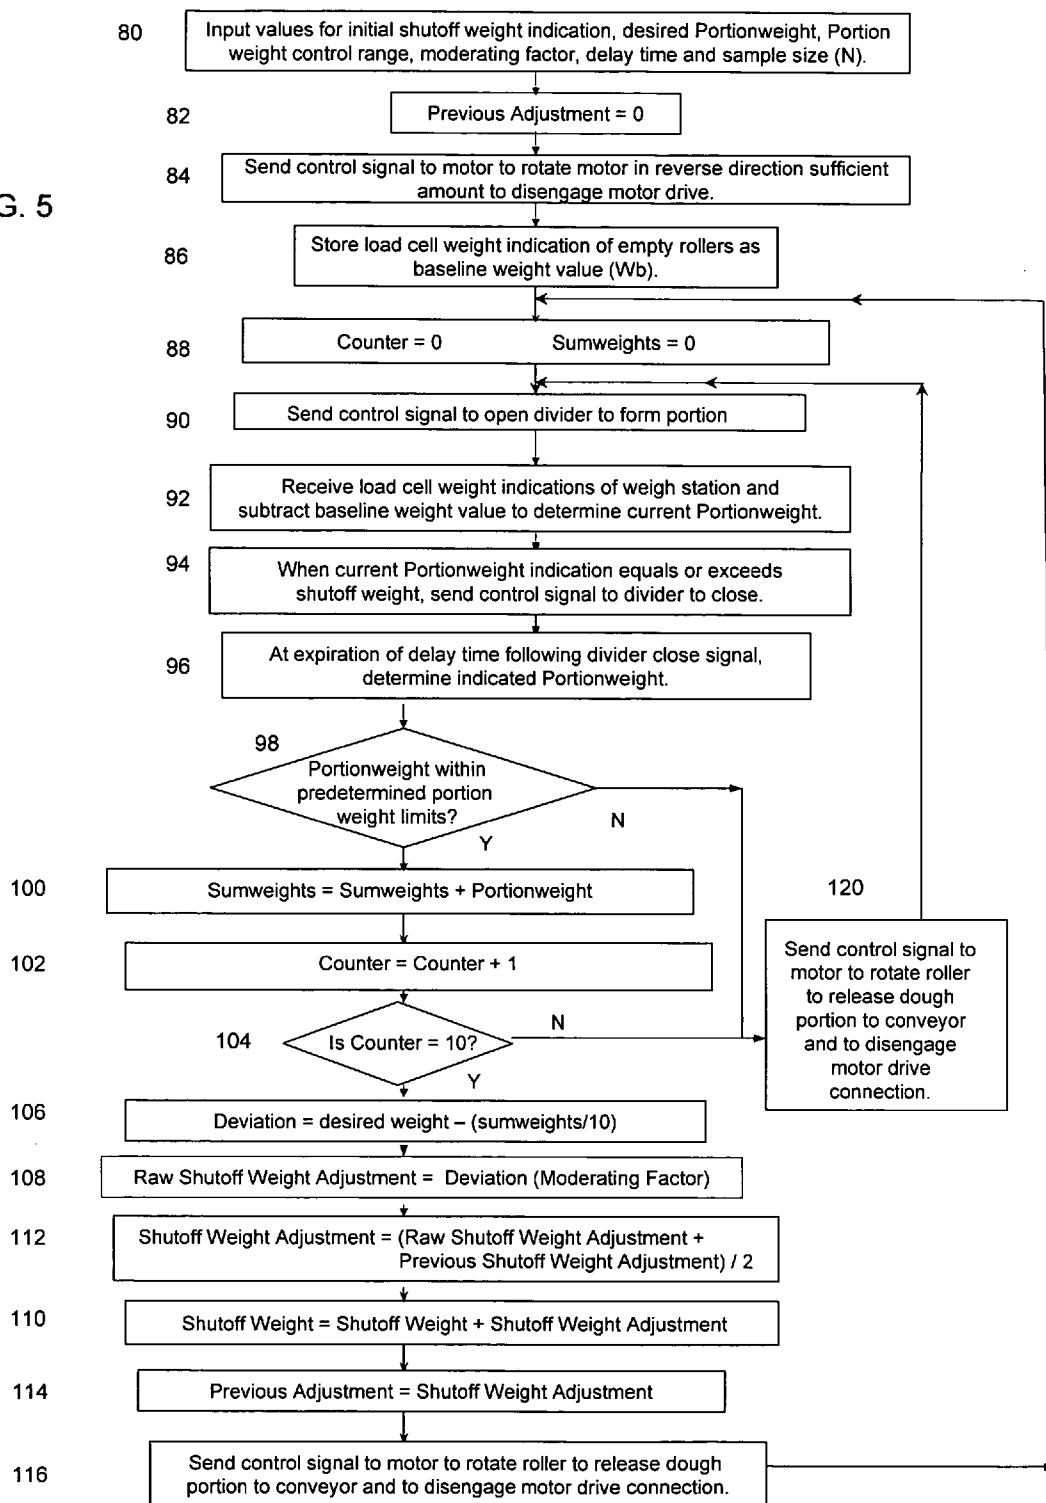 80
Input values for initial shutoff weight indication, desired Portionweight, Portion
weight control range, moderating factor, delay time and sample size (N).
82
Previous Adjustment = 0
84
Send control signal to motor to rotate motor in reverse direction sufficient
amount to disengage motor drive.
G. 5
86
Store load cell weight indication of empty rollers as
baseline weight value (Wb).
88
Counter = 0 Sumweights = 0
90
Send control signal to open divider to form portion
92
Receive load cell weight indications of weigh station and
subtract baseline weight value to determine current Portionweight.
94
When current Portionweight indication equals or exceeds
shutoff weight, send control signal to divider to close.
96
At expiration of delay time following divider close signal,
determine indicated Portionweight.
98
Portionweight within
predetermined portion
weight limits?
N
Y
100
Sumweights = Sumweights + Portionweight
102
Counter = Counter + 1
104
Is Counter = 10?
N
Y
120
Send control signal to
motor to rotate roller
to release dough
portion to conveyor
and to disengage
motor drive
connection.
106
Deviation = desired weight – (sumweights/10)
108
Raw Shutoff Weight Adjustment = Deviation (Moderating Factor)
112
Shutoff Weight Adjustment = (Raw Shutoff Weight Adjustment +
Previous Shutoff Weight Adjustment) / 2
110
Shutoff Weight = Shutoff Weight + Shutoff Weight Adjustment
114
Previous Adjustment = Shutoff Weight Adjustment
116
Send control signal to motor to rotate roller to release dough
portion to conveyor and to disengage motor drive connection.